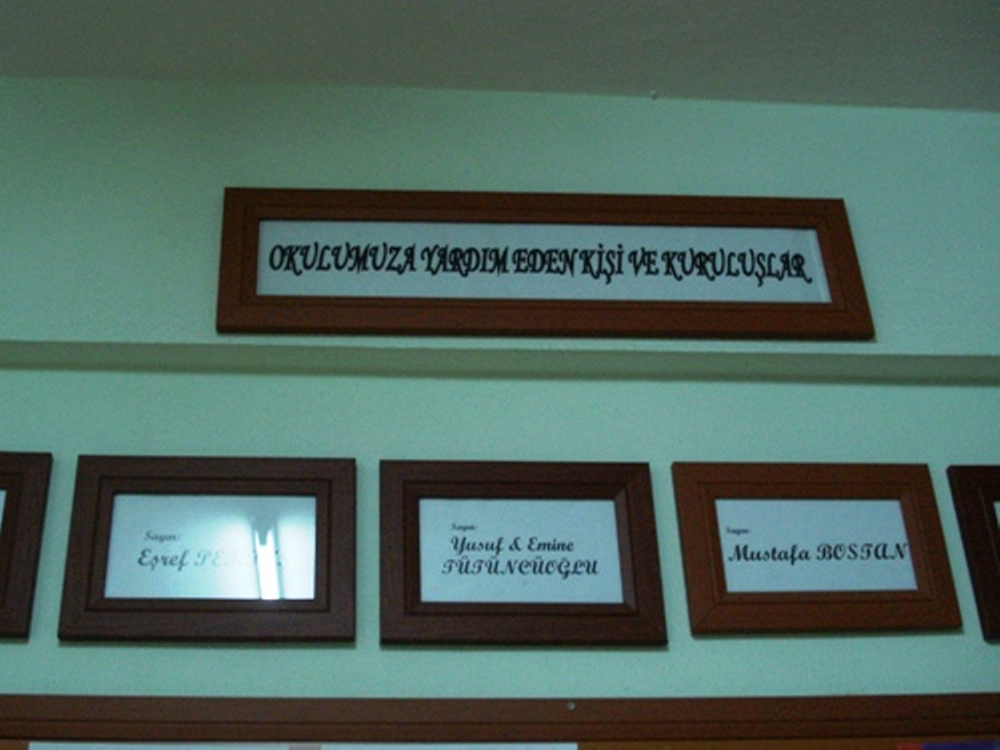 OKULUMUZA YARDIM EDEN KİŞİ VE KURULUŞLAR
Sayın:
Eşref
Sayın:
Yusuf & Emine
TÜTÜNCÜOĞLU
Sayın:
Mustafa BOSTAN